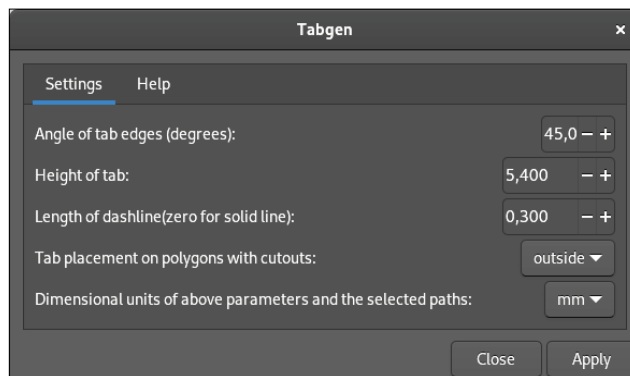 Tabgen ×
Settings Help
Angle of tab edges (degrees): 45,0 − +
Height of tab: 5,400 − +
Length of dashline(zero for solid line): 0,300 − +
Tab placement on polygons with cutouts: outside
Dimensional units of above parameters and the selected paths: mm
Close Apply